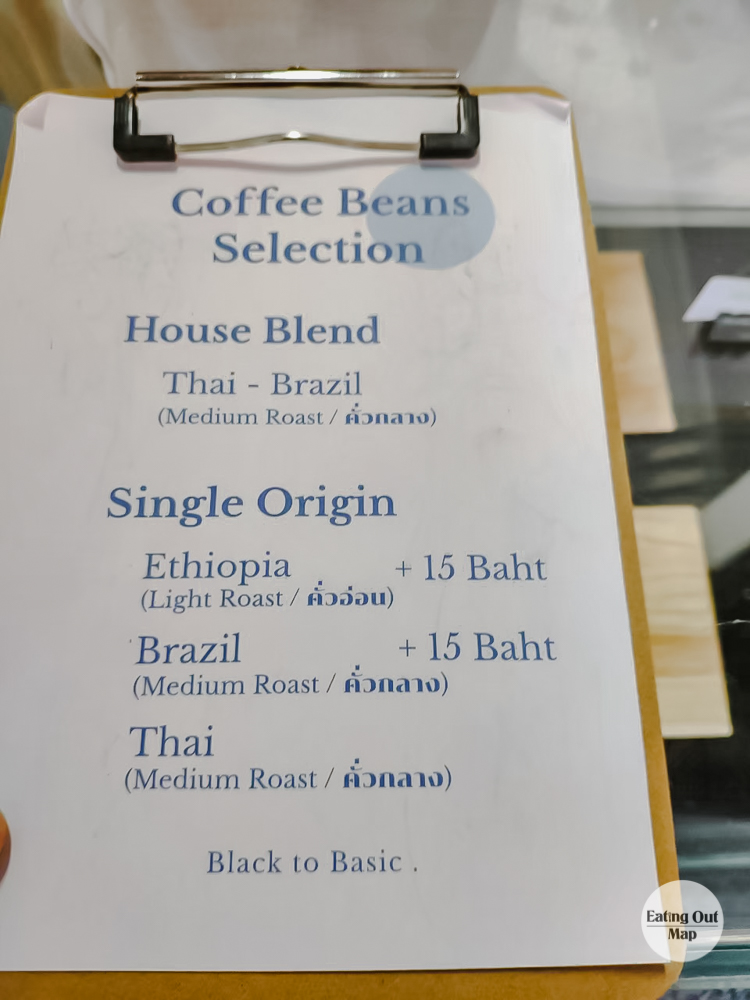 Coffee Beans
Selection
House Blend
Thai - Brazil
(Medium Roast / คั่วกลาง)
Single Origin
Ethiopia + 15 Baht
(Light Roast / คั่วอ่อน)
Brazil + 15 Baht
(Medium Roast / คั่วกลาง)
Thai
(Medium Roast / คั่วกลาง)
Black to Basic .
Eating Out
Map